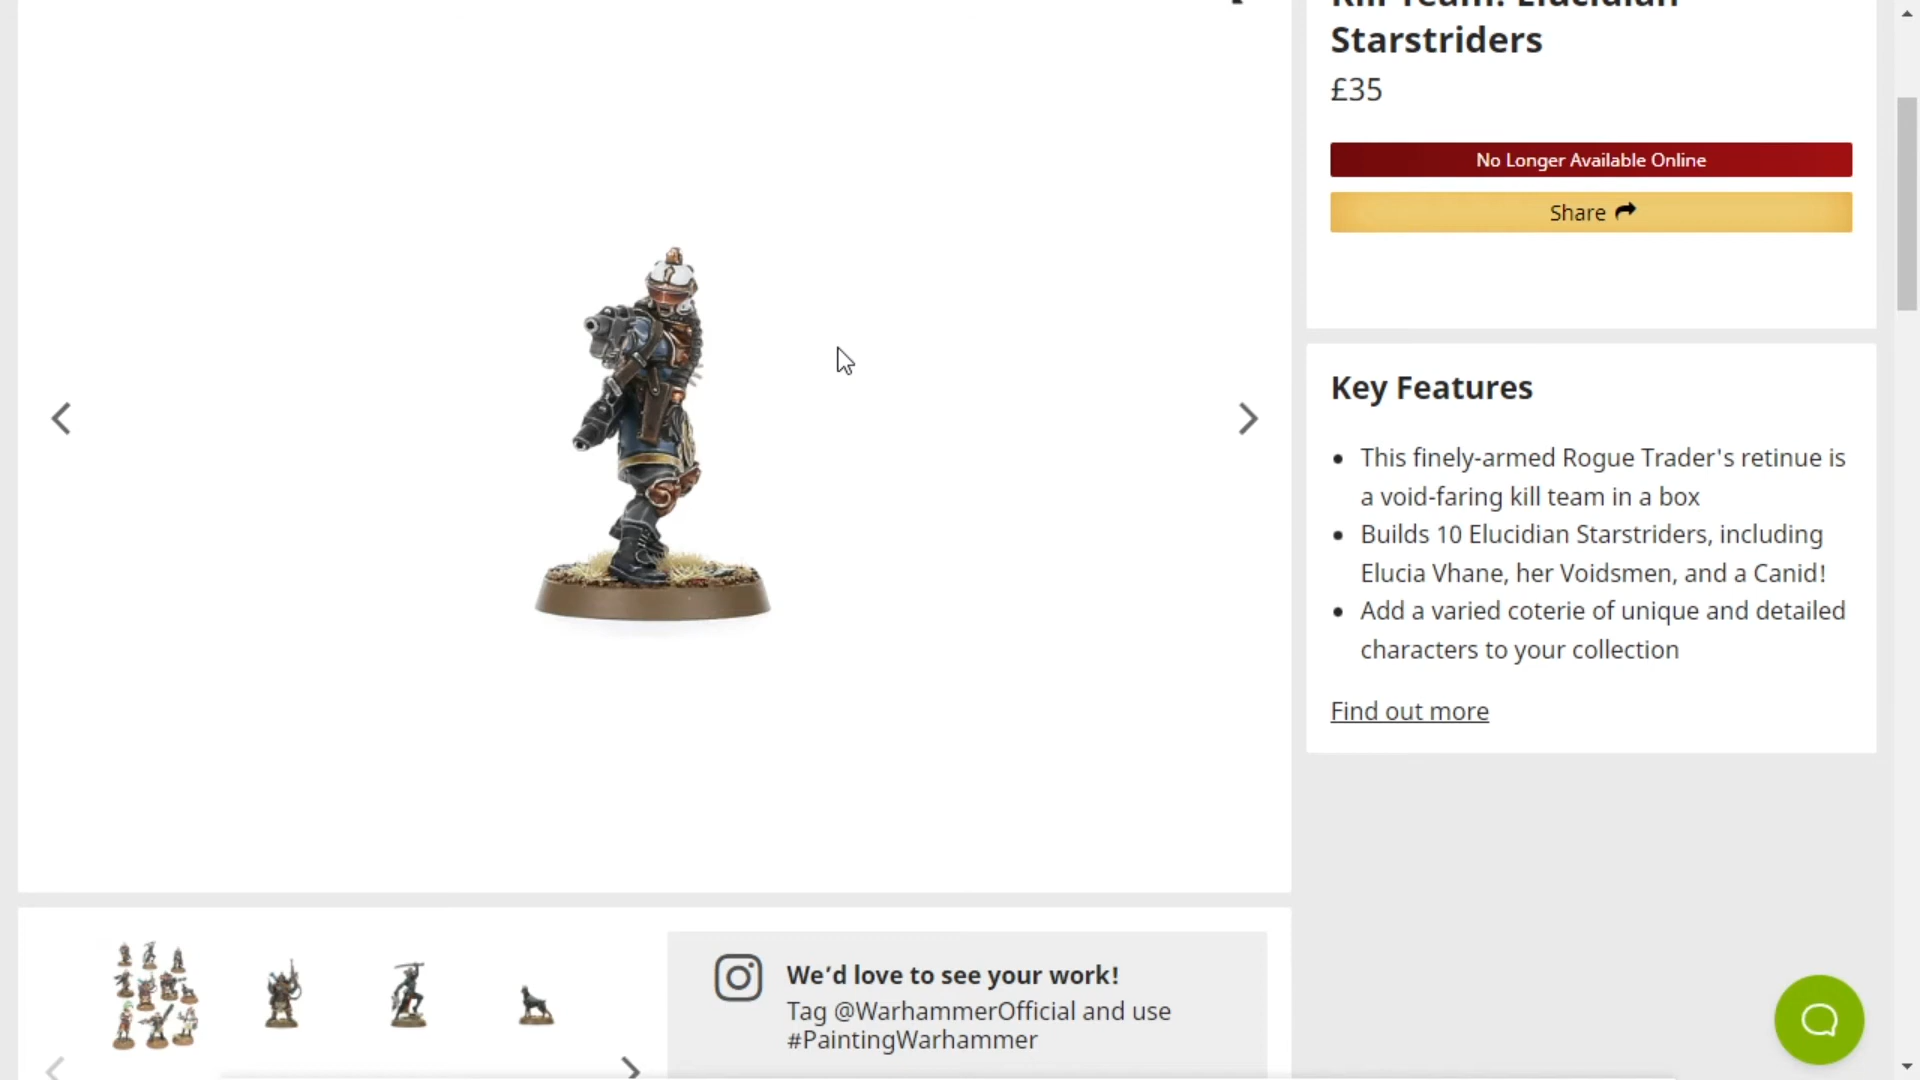 Kill Team: Elucidian
Starstriders
£35
No Longer Available Online
Share
Key Features
This finely-armed Rogue Trader's retinue is
a void-faring kill team in a box
Builds 10 Elucidian Starstriders, including
Elucia Vhane, her Voidsmen, and a Canid!
Add a varied coterie of unique and detailed
characters to your collection
Find out more
We’d love to see your work!
Tag @WarhammerOfficial and use
#PaintingWarhammer